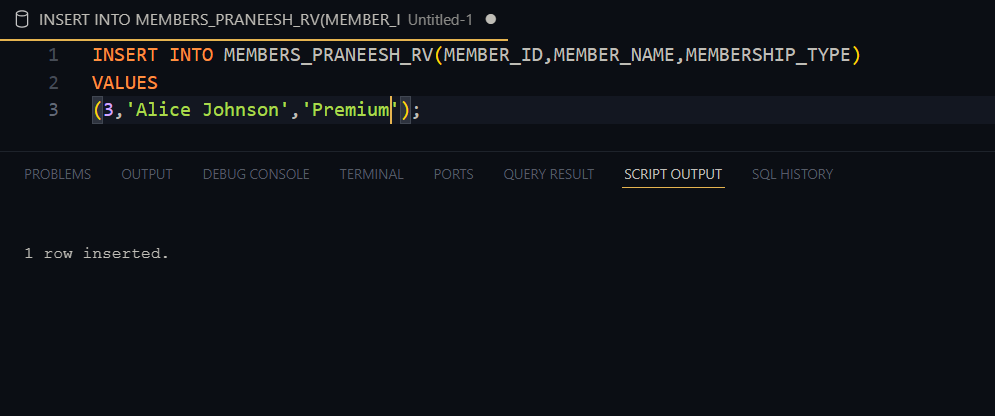 INSERT INTO MEMBERS_PRANEESH_RV(MEMBER_I Untitled-1
1 INSERT INTO MEMBERS_PRANEESH_RV(MEMBER_ID,MEMBER_NAME,MEMBERSHIP_TYPE)
2 VALUES
3 (3,'Alice Johnson','Premium');
PROBLEMS OUTPUT DEBUG CONSOLE TERMINAL PORTS QUERY RESULT SCRIPT OUTPUT SQL HISTORY
1 row inserted.